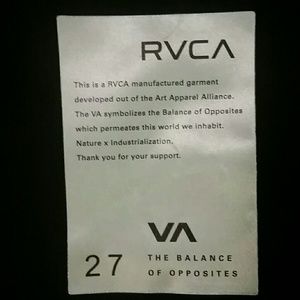 RVCA
This is a RVCA manufactured garment
developed out of the Art Apparel Alliance.
The VA symbolizes the Balance of Opposites
which permeates this world we inhabit.
Nature x Industrialization.
Thank you for your support.
VA
27 THE BALANCE
OF OPPOSITES